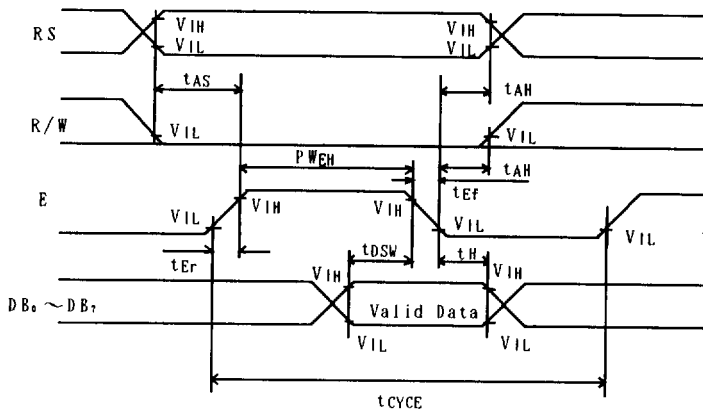 RS
VIH
VIL
VIH
VIL
tAS
tAH
R/W
VIL
VIL
PWEH
tAH
tEf
E
VIL
VIH
VIH
VIL
VIL
tEr
tDSW
tH
VIH
VIH
DB0 ~ DB7
Valid Data
VIL
VIL
tCYCE